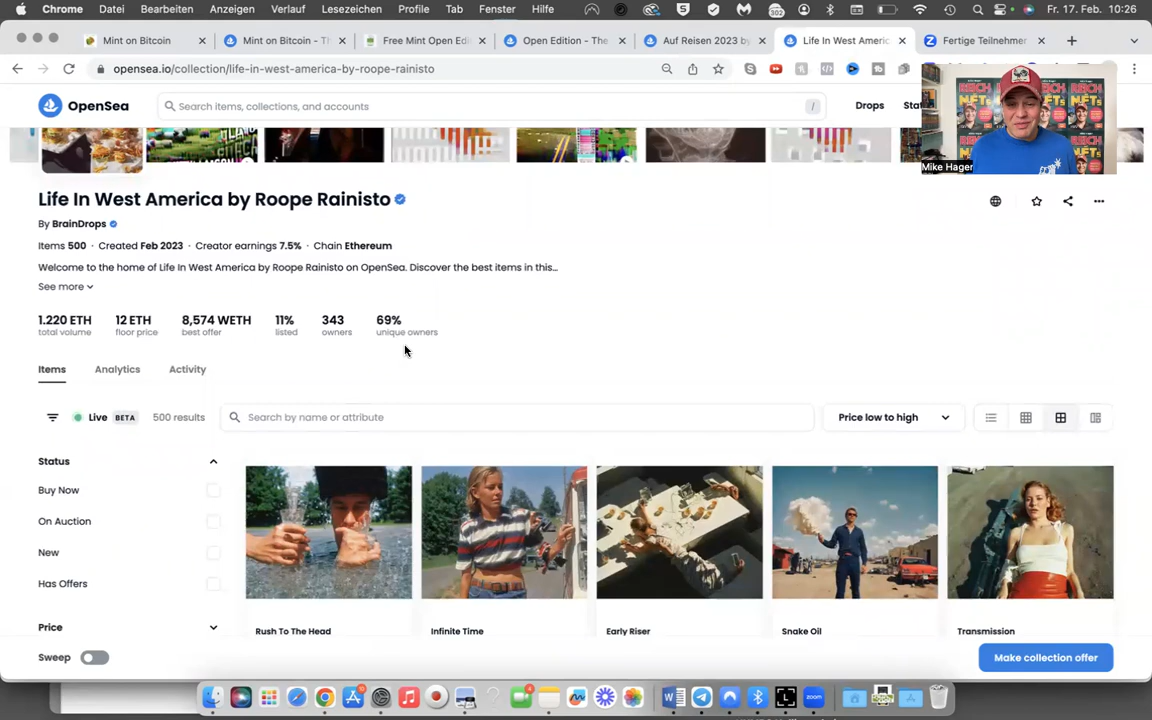 Chrome Datei Bearbeiten Anzeigen Verlauf Lesezeichen Profile Tab Fenster Hilfe 5 302 Fr. 17. Feb. 10:26
Mint on Bitcoin
Mint on Bitcoin - Th
Free Mint Open Edi
Open Edition - The
Auf Reisen 2023 by
Life In West Americ
Fertige Teilnehmer
opensea.io/collection/life-in-west-america-by-roope-rainisto
OpenSea
Search items, collections, and accounts
/
Drops
Stat
REICH
NFTs
Mike Hager
Life In West America by Roope Rainisto
By BrainDrops
Items 500 · Created Feb 2023 · Creator earnings 7.5% · Chain Ethereum
Welcome to the home of Life In West America by Roope Rainisto on OpenSea. Discover the best items in this...
See more
1.220 ETH 12 ETH 8,574 WETH 11% 343 69%
total volume floor price best offer listed owners unique owners
Items Analytics Activity
Live BETA 500 results
Search by name or attribute
Price low to high
Status
Buy Now
On Auction
New
Has Offers
Price
Rush To The Head
Infinite Time
Early Riser
Snake Oil
Transmission
Sweep
Make collection offer
zoom